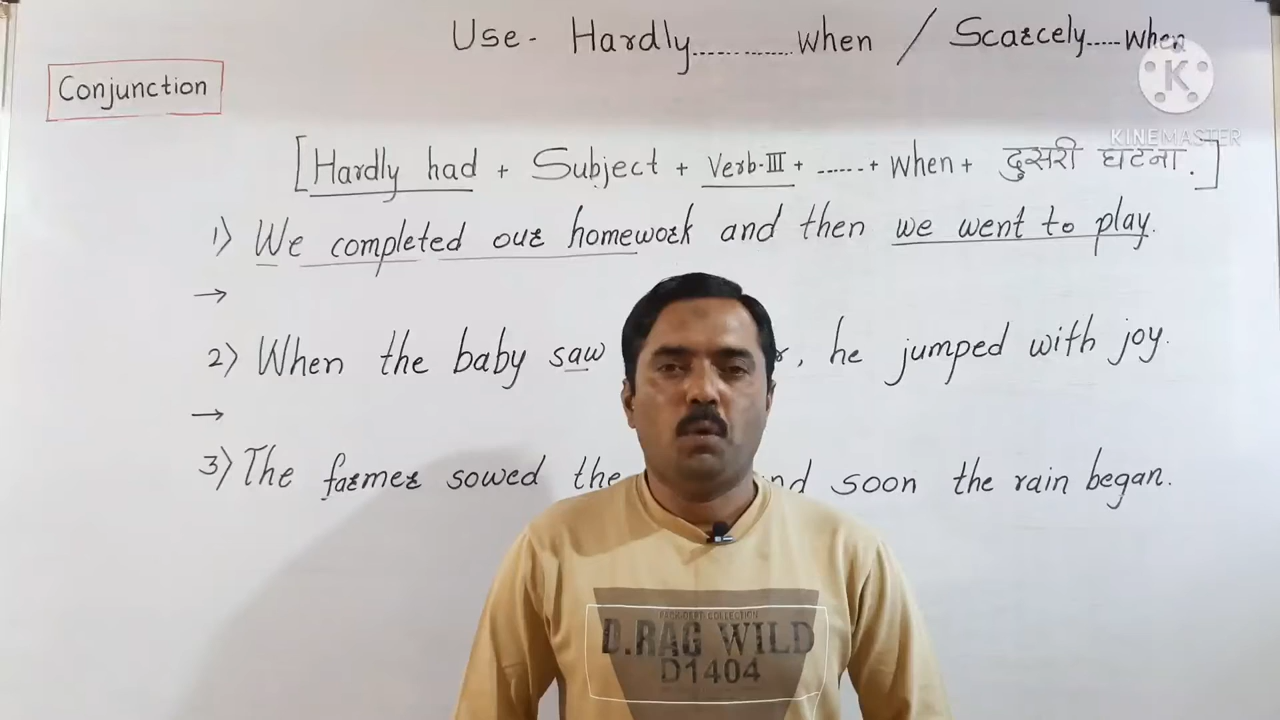 Use- Hardly............when / Scarcely.....when
Conjunction
KINEMASTER
[Hardly had + Subject + Verb-III + ...... + when + दुसरी घटना.]
1) We completed our homework and then we went to play.
→
2) When the baby saw , he jumped with joy.
→
3) The farmer sowed the soon the rain began.
D.RAG WILD
D1404